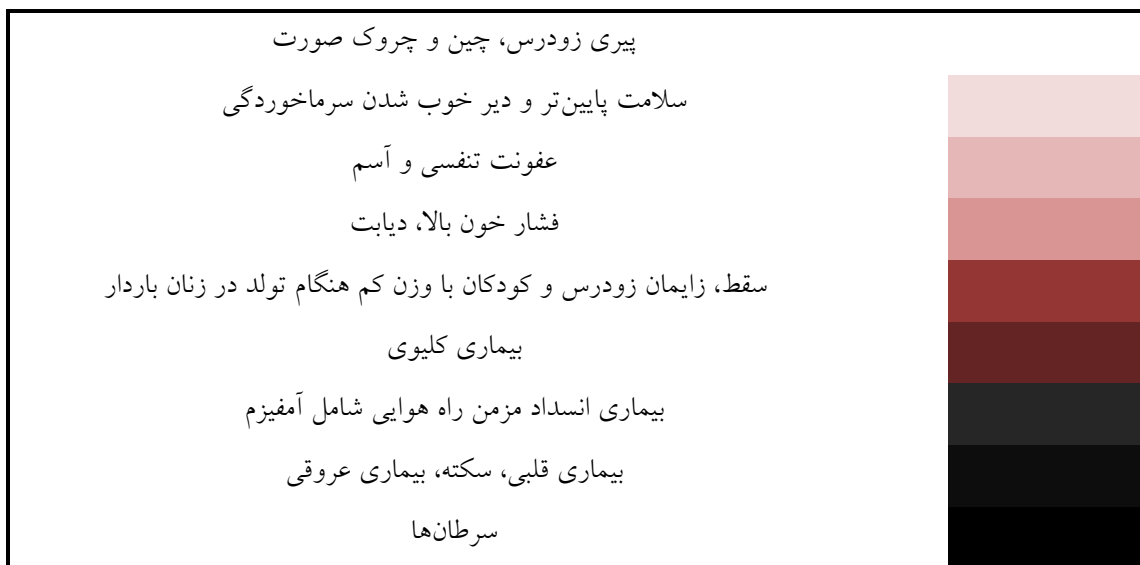 پیری زودرس، چین و چروک صورت
سلامت پایین‌تر و دیر خوب شدن سرماخوردگی
عفونت تنفسی و آسم
فشار خون بالا، دیابت
سقط، زایمان زودرس و کودکان با وزن کم هنگام تولد در زنان باردار
بیماری کلیوی
بیماری انسداد مزمن راه هوایی شامل آمفیزم
بیماری قلبی، سکته، بیماری عروقی
سرطان‌ها